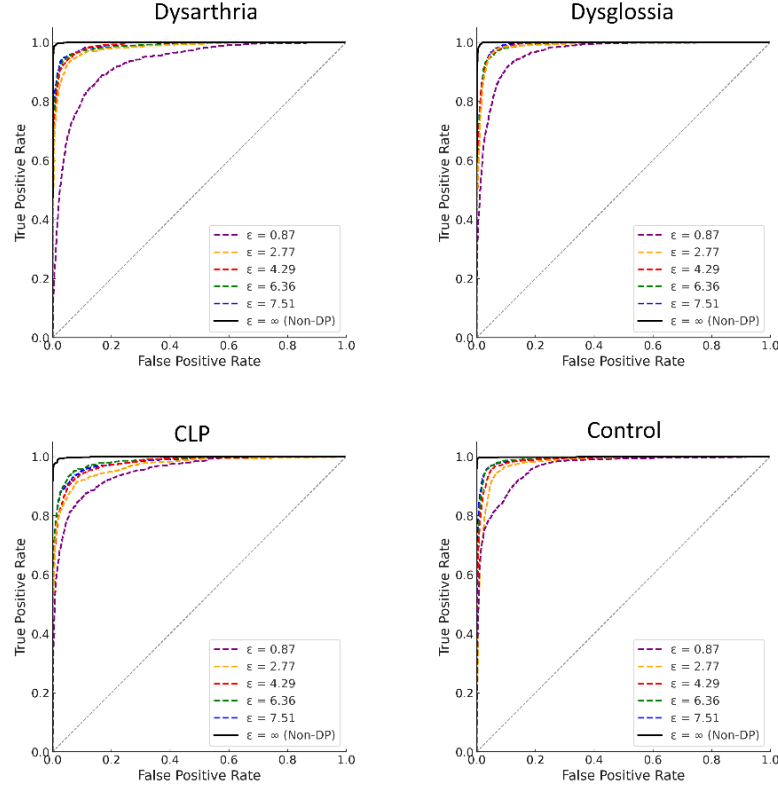 Dysarthria
1.0
0.8
0.6
0.4
0.2
0.0
True Positive Rate
ε = 0.87
ε = 2.77
ε = 4.29
ε = 6.36
ε = 7.51
ε = ∞ (Non-DP)
0.0 0.2 0.4 0.6 0.8 1.0
False Positive Rate
Dysglossia
1.0
0.8
0.6
0.4
0.2
0.0
True Positive Rate
ε = 0.87
ε = 2.77
ε = 4.29
ε = 6.36
ε = 7.51
ε = ∞ (Non-DP)
0.0 0.2 0.4 0.6 0.8 1.0
False Positive Rate
CLP
1.0
0.8
0.6
0.4
0.2
0.0
True Positive Rate
ε = 0.87
ε = 2.77
ε = 4.29
ε = 6.36
ε = 7.51
ε = ∞ (Non-DP)
0.0 0.2 0.4 0.6 0.8 1.0
False Positive Rate
Control
1.0
0.8
0.6
0.4
0.2
0.0
True Positive Rate
ε = 0.87
ε = 2.77
ε = 4.29
ε = 6.36
ε = 7.51
ε = ∞ (Non-DP)
0.0 0.2 0.4 0.6 0.8 1.0
False Positive Rate